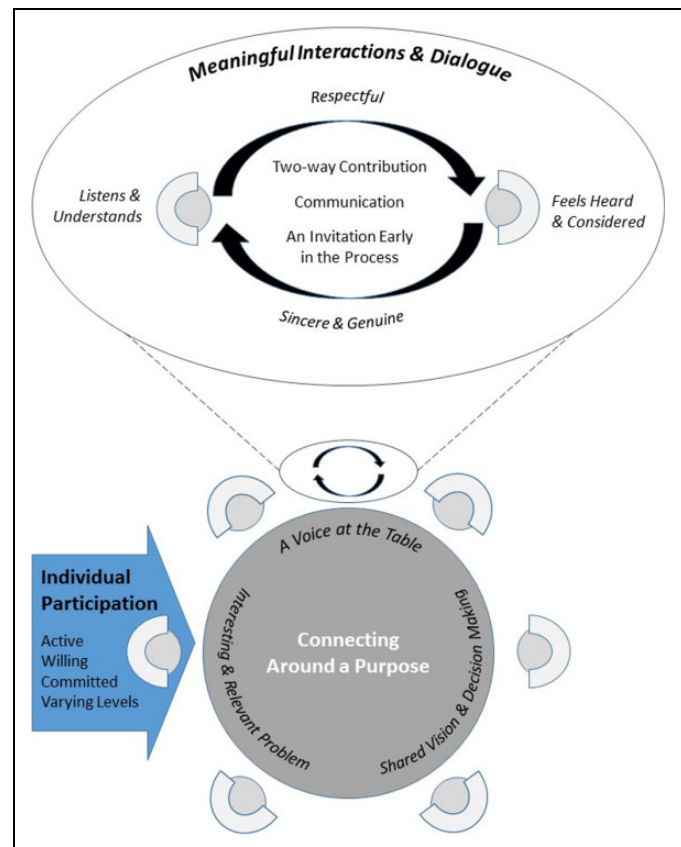 Meaningful Interactions & Dialogue
Respectful
Two-way Contribution
Listens &
Understands
Communication
Feels Heard
& Considered
An Invitation Early
in the Process
Sincere & Genuine
A Voice at the Table
Individual
Participation
Active
Willing
Committed
Varying Levels
Interesting & Relevant Problem
Connecting
Around a Purpose
Shared Vision & Decision Making